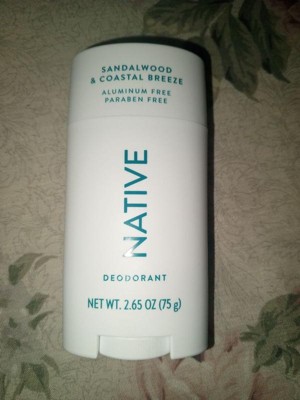 SANDALWOOD
& COASTAL BREEZE
ALUMINUM FREE
PARABEN FREE
NATIVE
DEODORANT
NET WT. 2.65 OZ (75 g)